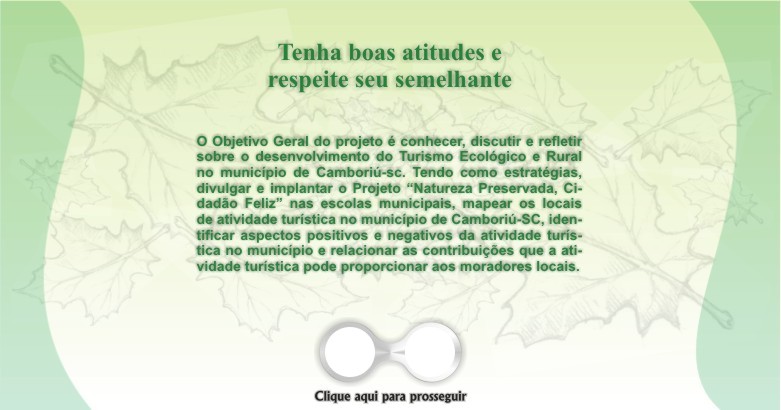 Tenha boas atitudes e
respeite seu semelhante
O Objetivo Geral do projeto é conhecer, discutir e refletir
sobre o desenvolvimento do Turismo Ecológico e Rural
no município de Camboriú-sc. Tendo como estratégias,
divulgar e implantar o Projeto “Natureza Preservada, Ci-
dadão Feliz” nas escolas municipais, mapear os locais
de atividade turística no município de Camboriú-SC, iden-
tificar aspectos positivos e negativos da atividade turís-
tica no município e relacionar as contribuições que a ati-
vidade turística pode proporcionar aos moradores locais.
Clique aqui para prosseguir